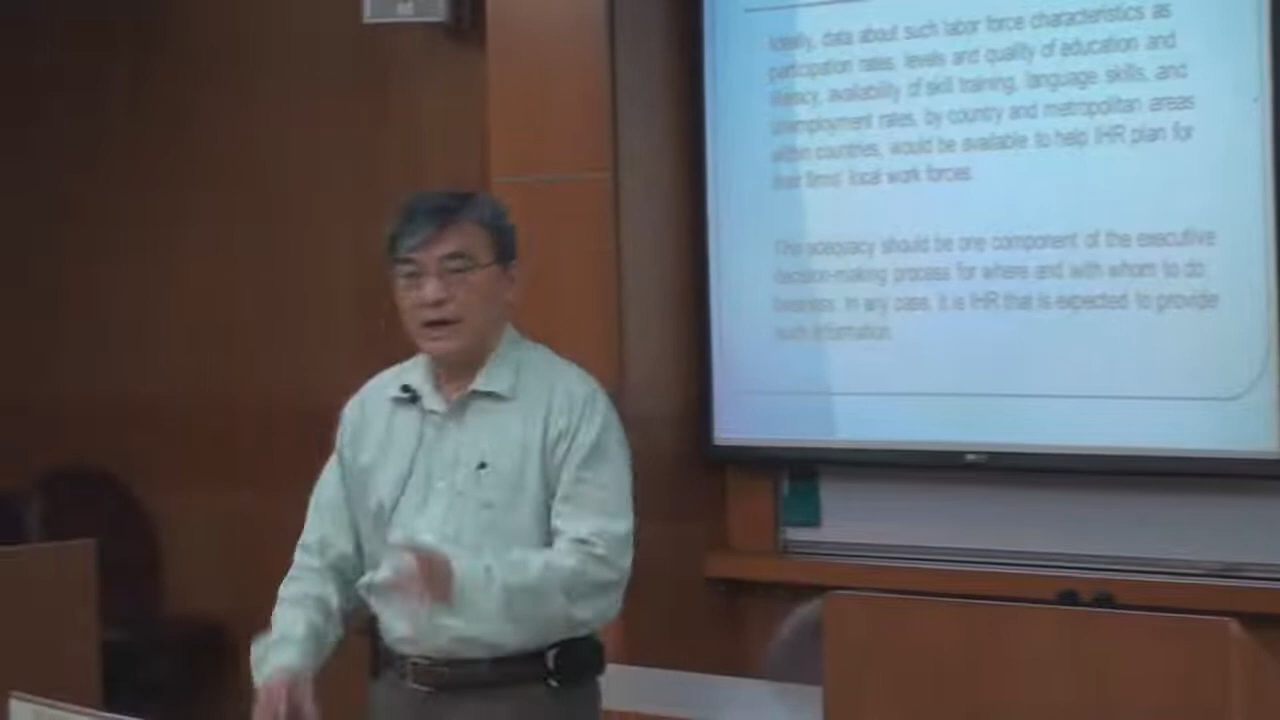 Ideally, data about such labor force characteristics as
participation rates, levels and quality of education and
literacy, availability of skill training, language skills, and
unemployment rates, by country and metropolitan areas
within countries, would be available to help IHR plan for
local work forces
This adequacy should be one component of the executive
decision-making process for where and with whom to do
business. In any case, it is IHR that is expected to provide
such information.